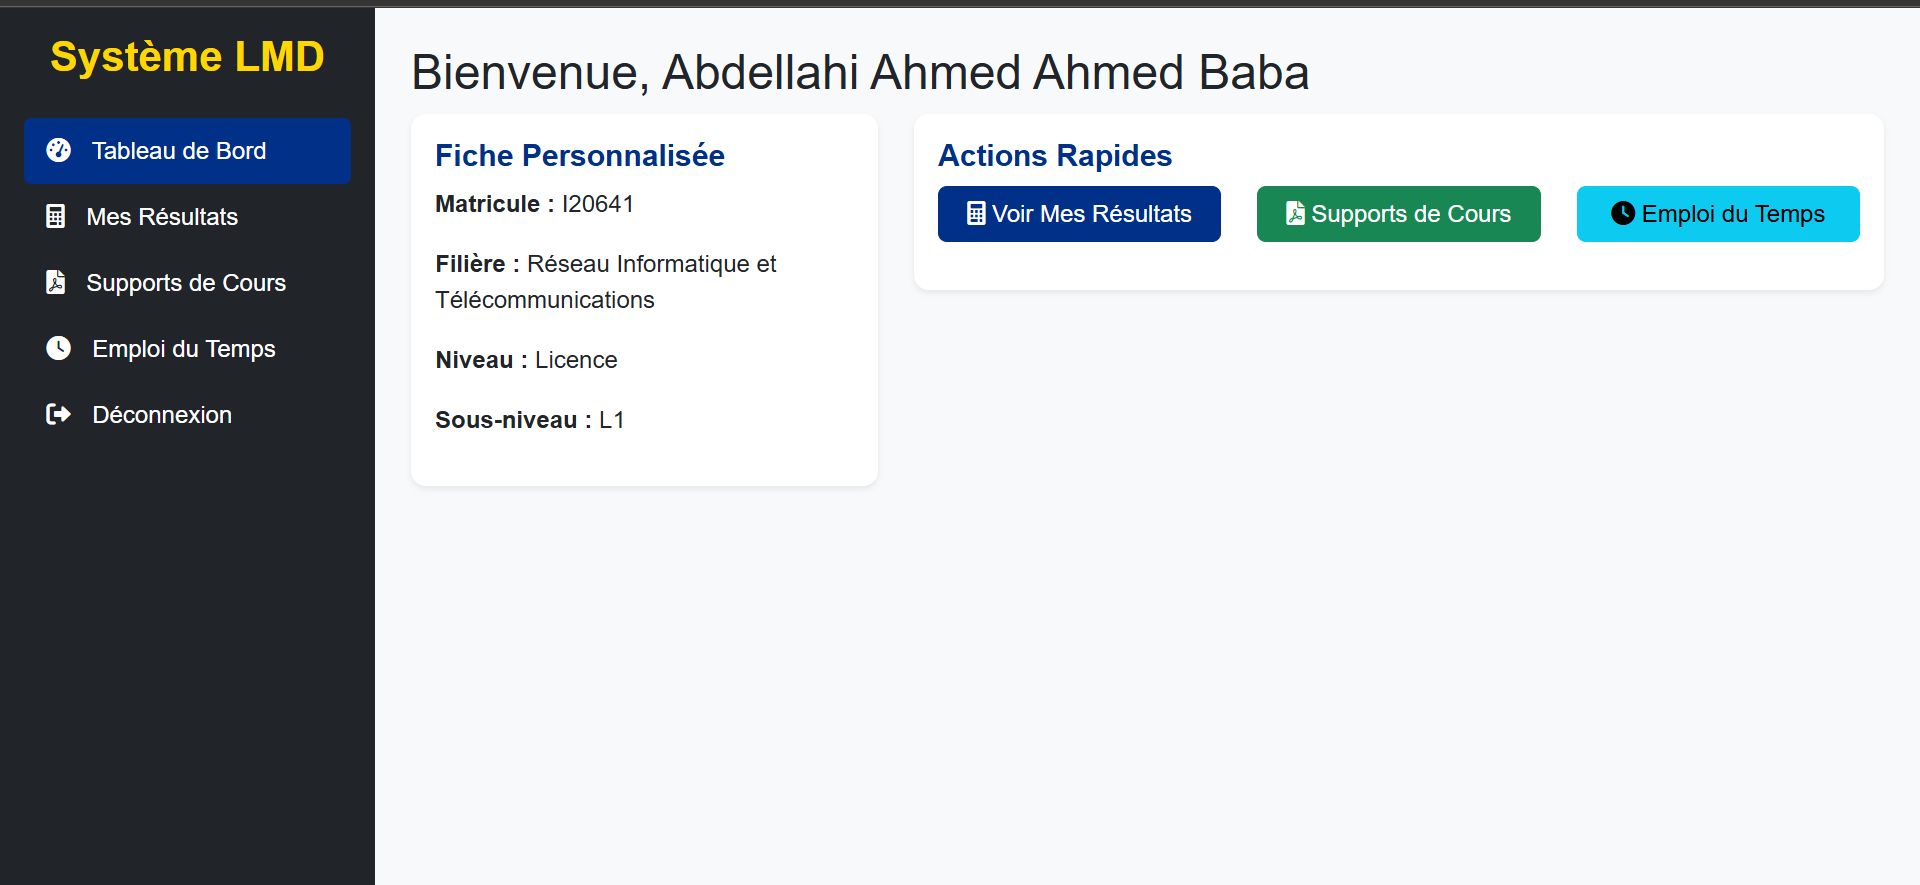 Système LMD
Tableau de Bord
Mes Résultats
Supports de Cours
Emploi du Temps
Déconnexion
Bienvenue, Abdellahi Ahmed Ahmed Baba
Fiche Personnalisée
Matricule : I20641
Filière : Réseau Informatique et
Télécommunications
Niveau : Licence
Sous-niveau : L1
Actions Rapides
Voir Mes Résultats
Supports de Cours
Emploi du Temps